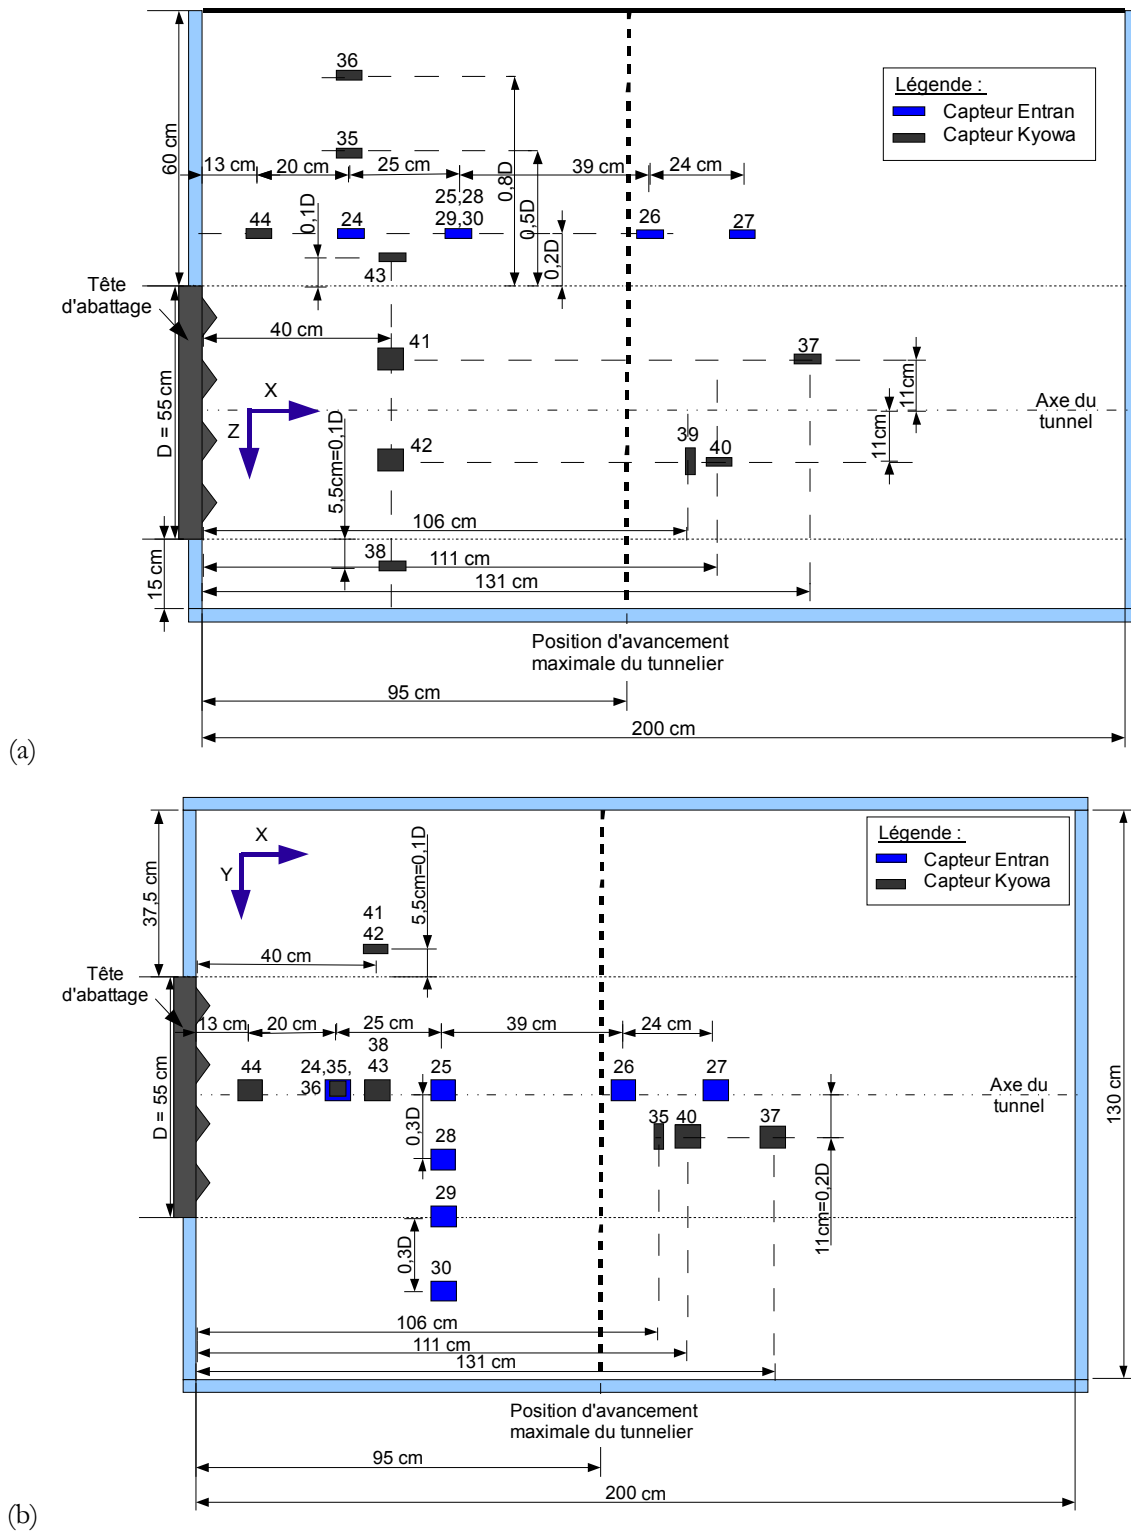 36
Légende :
Capteur Entran
Capteur Kyowa
60 cm
35
13 cm
20 cm
25 cm
0,8D
39 cm
24 cm
0,1D
25,28
0,5D
44
24
29,30
26
27
0,2D
43
Tête
d'abattage
40 cm
41
37
X
11cm
Axe du
tunnel
D = 55 cm
Z
42
39
40
11cm
5,5cm=0,1D
106 cm
38
111 cm
15 cm
131 cm
Position d'avancement
maximale du tunnelier
95 cm
200 cm
(a)
Légende :
Capteur Entran
Capteur Kyowa
X
Y
37,5 cm
5,5cm=0,1D
41
42
40 cm
Tête
d'abattage
13 cm
20 cm
25 cm
39 cm
24 cm
38
44
24,35,
36
43
25
26
27
Axe du
tunnel
130 cm
D = 55 cm
0,3D
35
40
37
28
11cm=0,2D
29
0,3D
30
106 cm
111 cm
131 cm
Position d'avancement
maximale du tunnelier
95 cm
200 cm
(b)